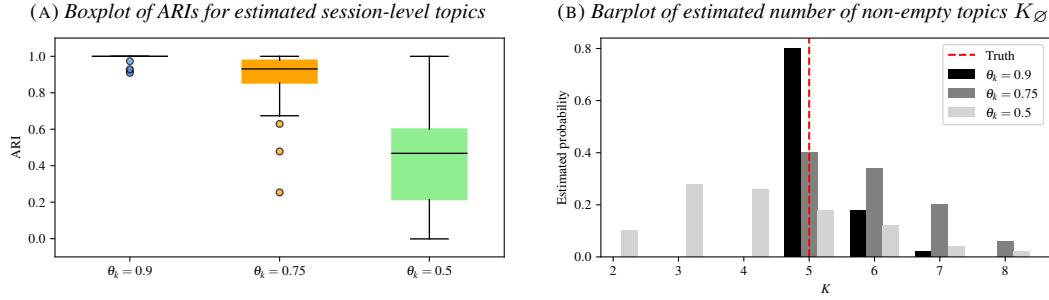 (A) Boxplot of ARIs for estimated session-level topics
1.0
0.8
0.6
0.4
0.2
0.0
ARI
θk = 0.9
θk = 0.75
θk = 0.5
(B) Barplot of estimated number of non-empty topics K∅
0.8
0.6
0.4
0.2
0.0
Estimated probability
Truth
θk = 0.9
θk = 0.75
θk = 0.5
2 3 4 5 6 7 8
K